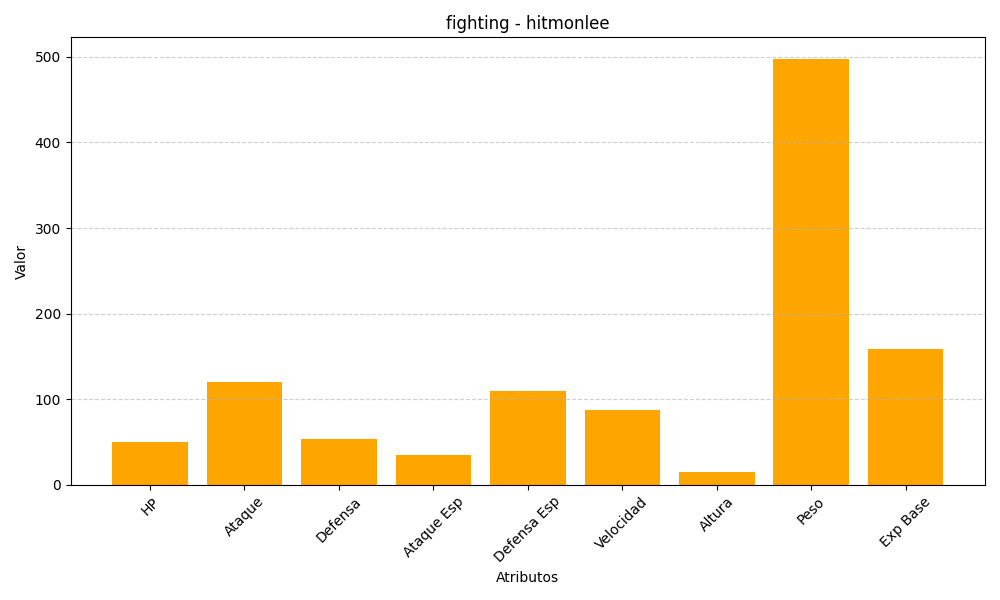 fighting - hitmonlee
500
400
300
200
100
0
Valor
HP
Ataque
Defensa
Ataque Esp
Defensa Esp
Velocidad
Altura
Peso
Exp Base
Atributos